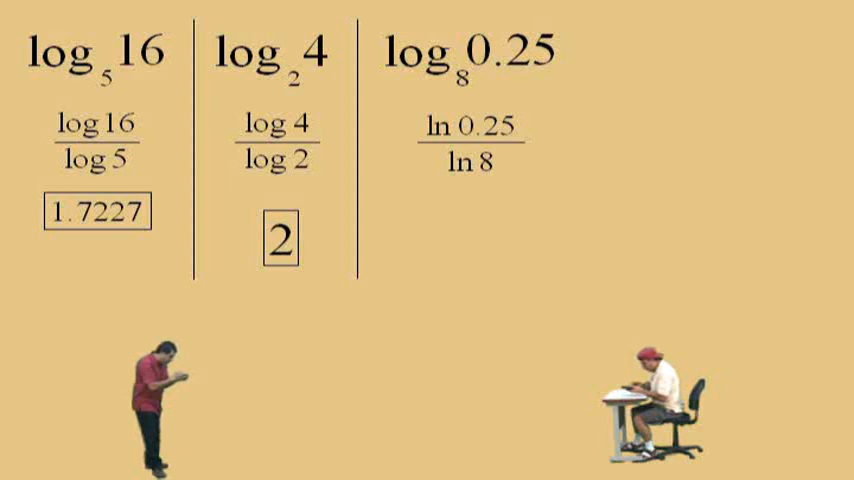 log₅16
log 16
log 5
1.7227
log₂4
log 4
log 2
2
log₈0.25
ln 0.25
ln 8